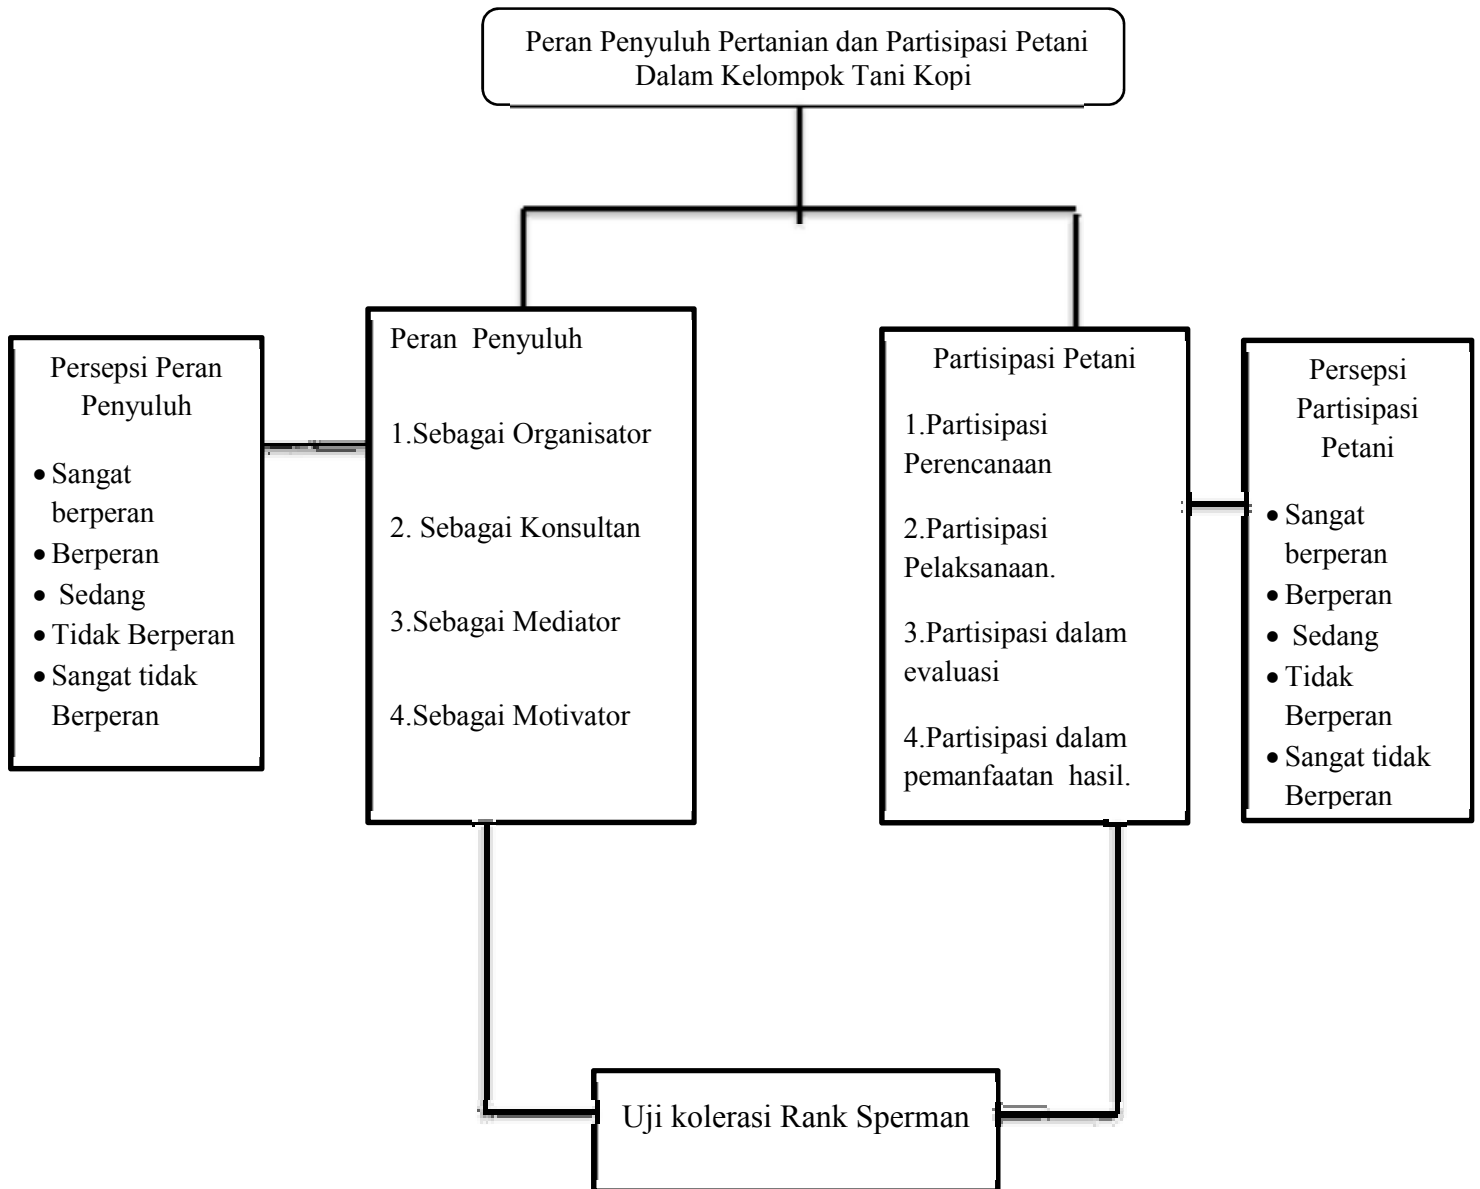 Peran Penyuluh Pertanian dan Partisipasi Petani
Dalam Kelompok Tani Kopi
Persepsi Peran
Penyuluh
• Sangat
berperan
• Berperan
• Sedang
• Tidak Berperan
• Sangat tidak
Berperan
Peran Penyuluh
1.Sebagai Organisator
2. Sebagai Konsultan
3.Sebagai Mediator
4.Sebagai Motivator
Partisipasi Petani
1.Partisipasi
Perencanaan
2.Partisipasi
Pelaksanaan.
3.Partisipasi dalam
evaluasi
4.Partisipasi dalam
pemanfaatan hasil.
Persepsi
Partisipasi
Petani
• Sangat
berperan
• Berperan
• Sedang
• Tidak
Berperan
• Sangat tidak
Berperan
Uji kolerasi Rank Sperman